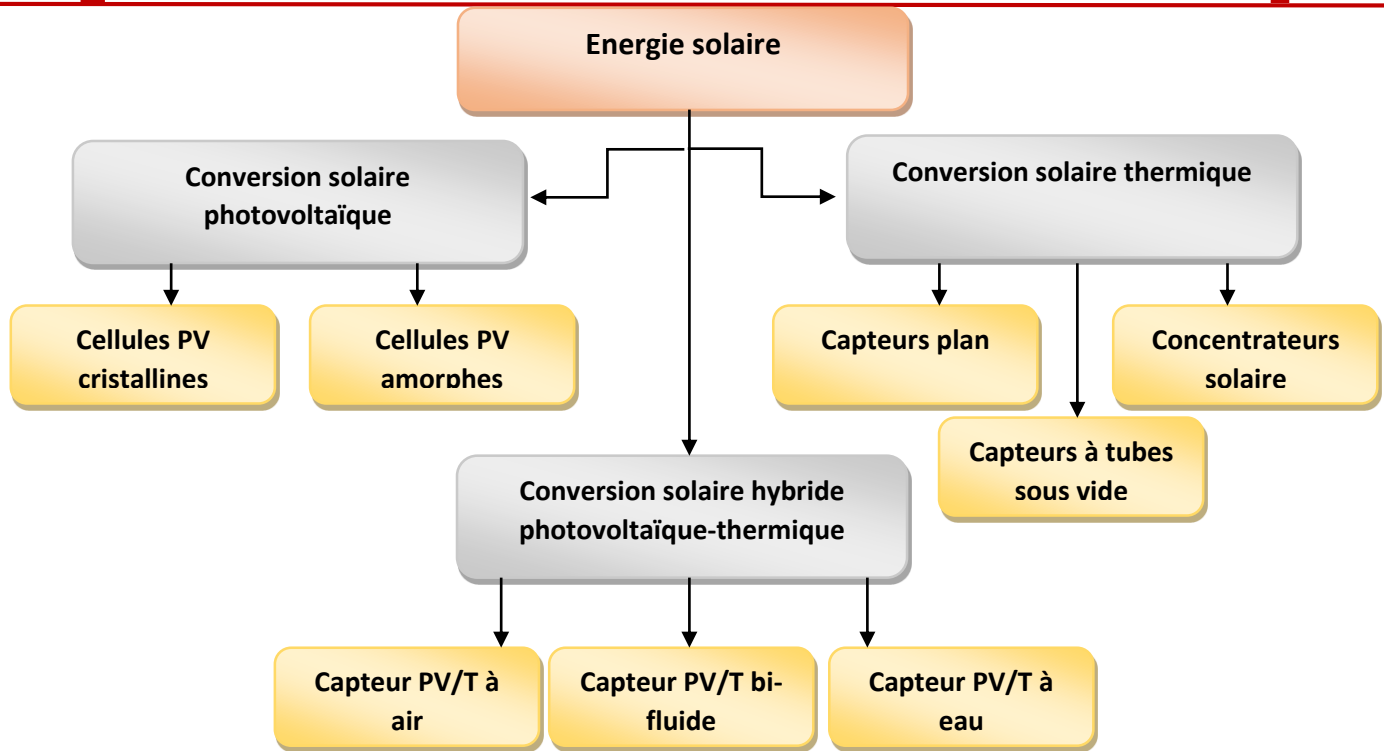 Energie solaire
Conversion solaire
photovoltaïque
Conversion solaire thermique
Cellules PV
cristallines
Cellules PV
amorphes
Capteurs plan
Concentrateurs
solaire
Capteurs à tubes
sous vide
Conversion solaire hybride
photovoltaïque-thermique
Capteur PV/T à
air
Capteur PV/T bi-
fluide
Capteur PV/T à
eau